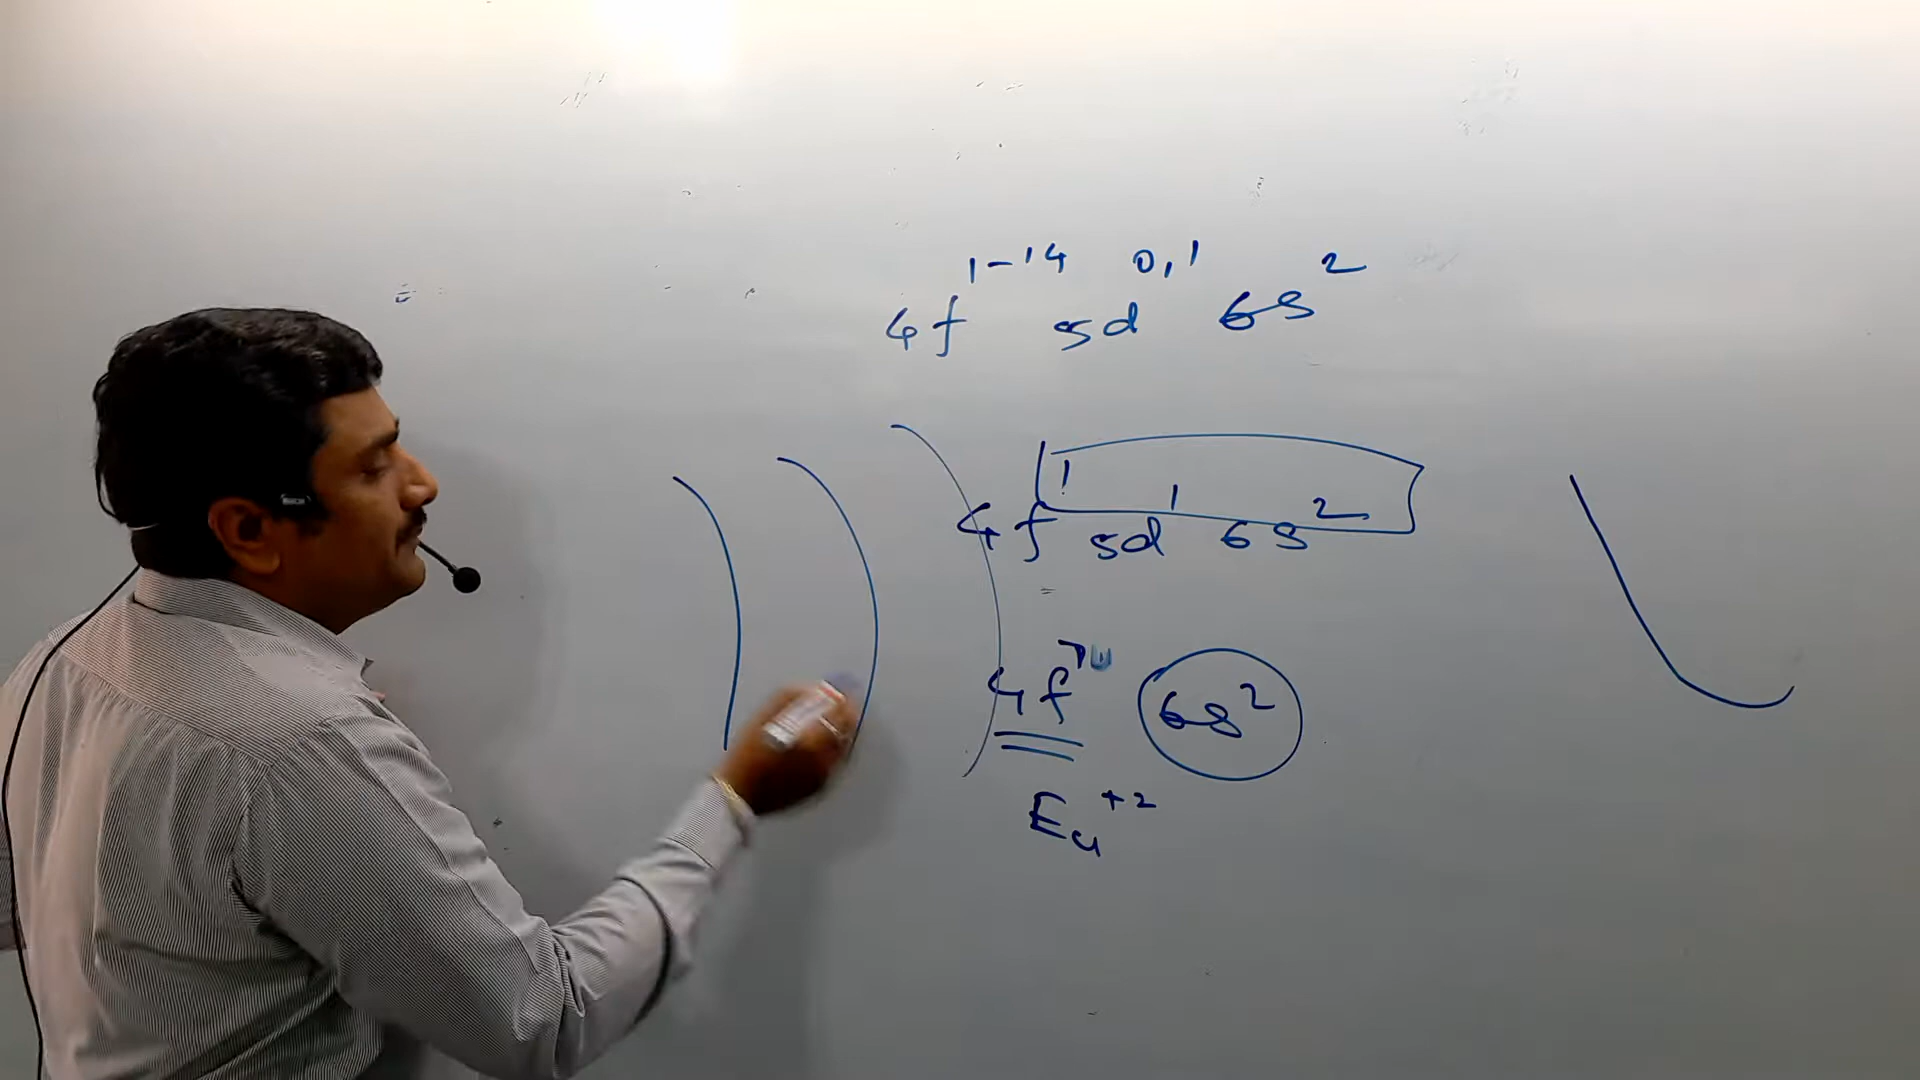 4f¹⁻¹⁴ 5d⁰,¹ 6s²
4f¹ 5d¹ 6s²
4f⁷ 6s²
Eu⁺²